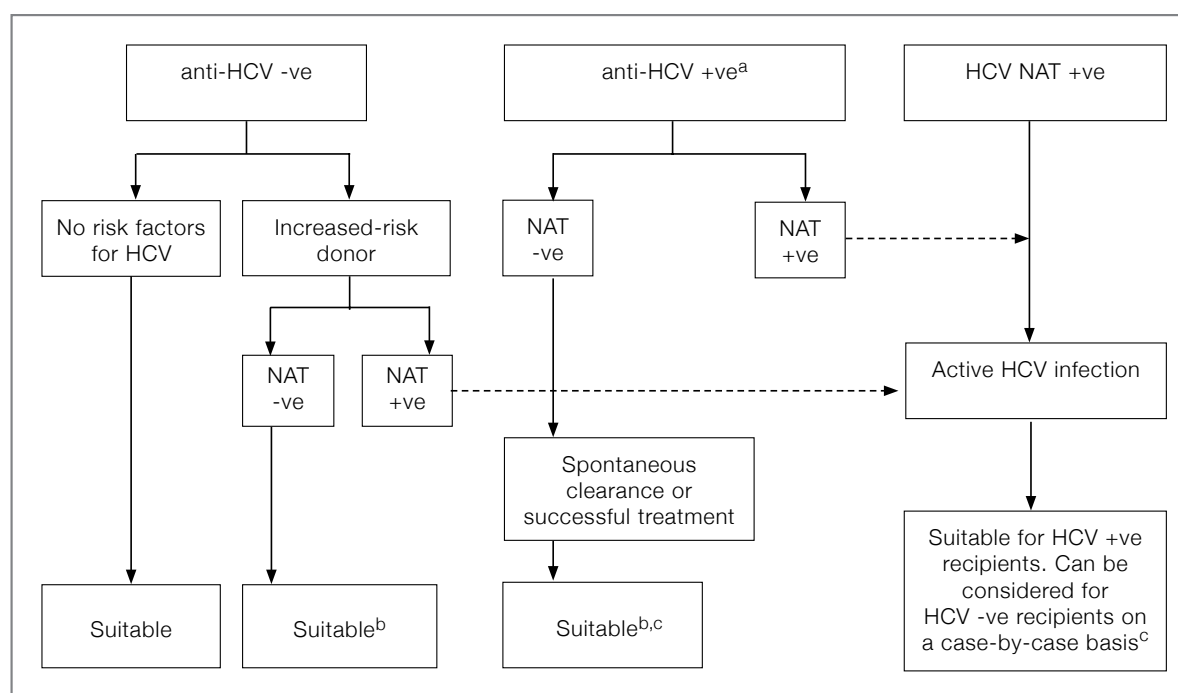 anti-HCV -ve
anti-HCV +veᵃ
HCV NAT +ve
No risk factors
for HCV
Increased-risk
donor
NAT
-ve
NAT
+ve
NAT
-ve
NAT
+ve
Active HCV infection
Spontaneous
clearance or
successful treatment
Suitable
Suitableᵇ
Suitableᵇ,ᶜ
Suitable for HCV +ve
recipients. Can be
considered for
HCV -ve recipients on
a case-by-case basisᶜ